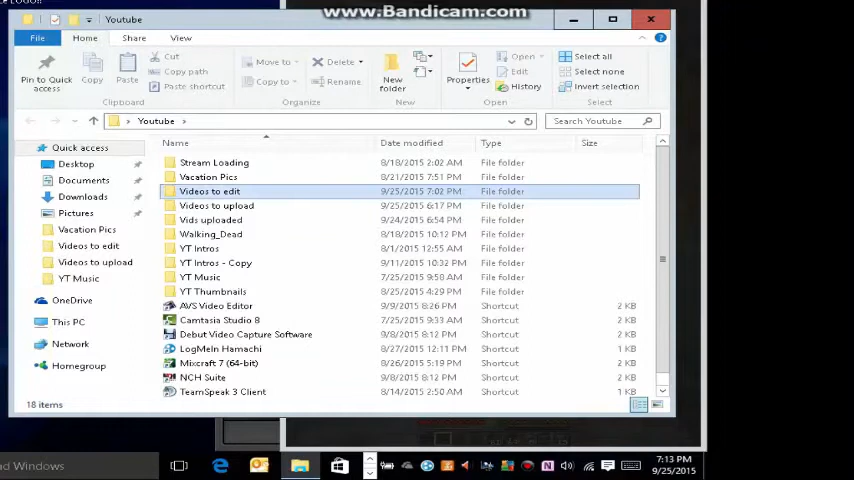 www.Bandicam.com
Youtube
File Home Share View
Pin to Quick access
Copy
Paste
Cut
Copy path
Paste shortcut
Clipboard
Move to
Copy to
Delete
Rename
Organize
New folder
New
Properties
Open
Edit
History
Open
Select all
Select none
Invert selection
Select
Youtube
Search Youtube
Name Date modified Type Size
Quick access
Desktop
Documents
Downloads
Pictures
Vacation Pics
Videos to edit
Videos to upload
YT Music
OneDrive
This PC
Network
Homegroup
Stream Loading 8/18/2015 2:02 AM File folder
Vacation Pics 8/21/2015 7:51 PM File folder
Videos to edit 9/25/2015 7:02 PM File folder
Videos to upload 9/25/2015 6:17 PM File folder
Vids uploaded 9/24/2015 6:54 PM File folder
Walking_Dead 8/18/2015 10:12 PM File folder
YT Intros 8/1/2015 12:55 AM File folder
YT Intros - Copy 9/11/2015 10:32 PM File folder
YT Music 7/25/2015 9:58 AM File folder
YT Thumbnails 8/25/2015 4:29 PM File folder
AVS Video Editor 9/9/2015 8:26 PM Shortcut 2 KB
Camtasia Studio 8 7/25/2015 9:33 AM Shortcut 2 KB
Debut Video Capture Software 9/8/2015 8:12 PM Shortcut 2 KB
LogMeIn Hamachi 8/27/2015 12:11 PM Shortcut 1 KB
Mixcraft 7 (64-bit) 8/26/2015 5:19 PM Shortcut 2 KB
NCH Suite 9/8/2015 8:12 PM Shortcut 2 KB
TeamSpeak 3 Client 8/14/2015 2:50 AM Shortcut 1 KB
18 items
ad Windows
7:13 PM
9/25/2015